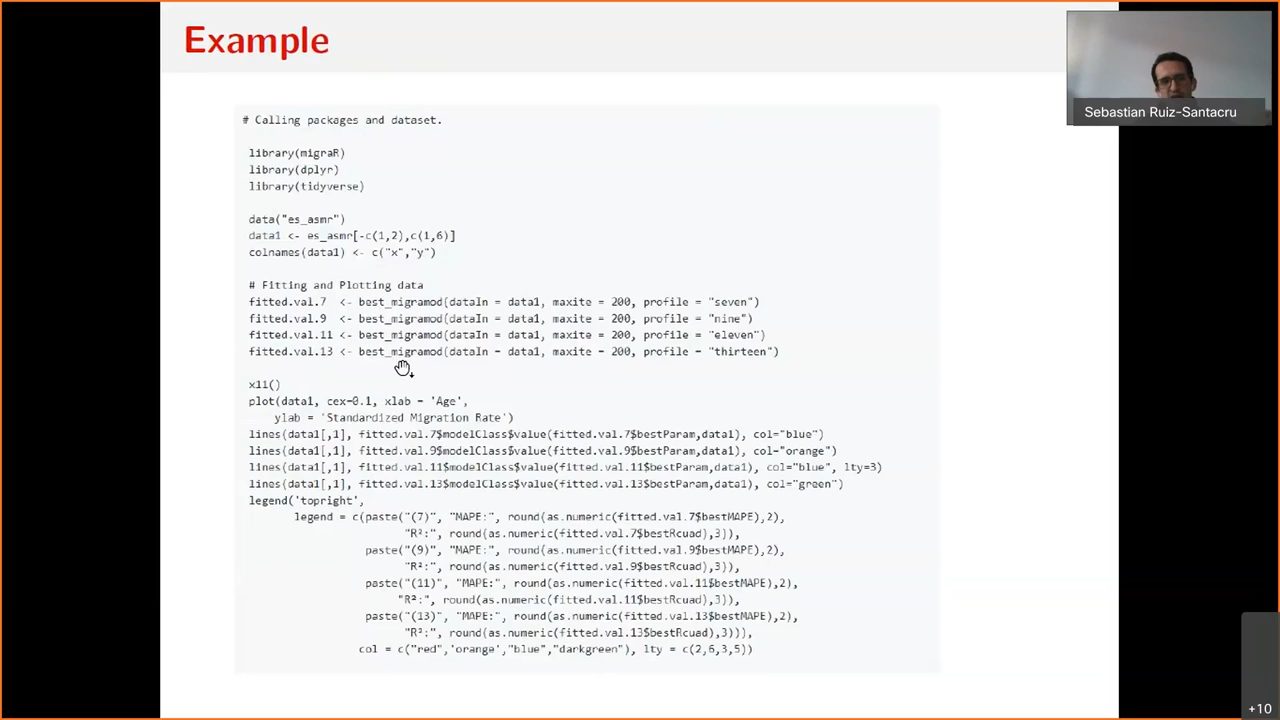 Example
Sebastian Ruiz-Santacru
# Calling packages and dataset.
library(migraR)
library(dplyr)
library(tidyverse)
data("es_asmr")
data1 <- es_asmr[-c(1,2),c(1,6)]
colnames(data1) <- c("x","y")
# Fitting and Plotting data
fitted.val.7 <- best_migramod(dataIn = data1, maxite = 200, profile = "seven")
fitted.val.9 <- best_migramod(dataIn = data1, maxite = 200, profile = "nine")
fitted.val.11 <- best_migramod(dataIn = data1, maxite = 200, profile = "eleven")
fitted.val.13 <- best_migramod(dataIn = data1, maxite = 200, profile = "thirteen")
x11()
plot(data1, cex=0.1, xlab = 'Age',
ylab = 'Standardized Migration Rate')
lines(data1[,1], fitted.val.7$modelClass$value(fitted.val.7$bestParam,data1), col="blue")
lines(data1[,1], fitted.val.9$modelClass$value(fitted.val.9$bestParam,data1), col="orange")
lines(data1[,1], fitted.val.11$modelClass$value(fitted.val.11$bestParam,data1), col="blue", lty=3)
lines(data1[,1], fitted.val.13$modelClass$value(fitted.val.13$bestParam,data1), col="green")
legend('topright',
legend = c(paste("(7)", "MAPE:", round(as.numeric(fitted.val.7$bestMAPE),2),
"R²:", round(as.numeric(fitted.val.7$bestRcuad),3)),
paste("(9)", "MAPE:", round(as.numeric(fitted.val.9$bestMAPE),2),
"R²:", round(as.numeric(fitted.val.9$bestRcuad),3)),
paste("(11)", "MAPE:", round(as.numeric(fitted.val.11$bestMAPE),2),
"R²:", round(as.numeric(fitted.val.11$bestRcuad),3)),
paste("(13)", "MAPE:", round(as.numeric(fitted.val.13$bestMAPE),2),
"R²:", round(as.numeric(fitted.val.13$bestRcuad),3))),
col = c("red",'orange',"blue","darkgreen"), lty = c(2,6,3,5))
+10